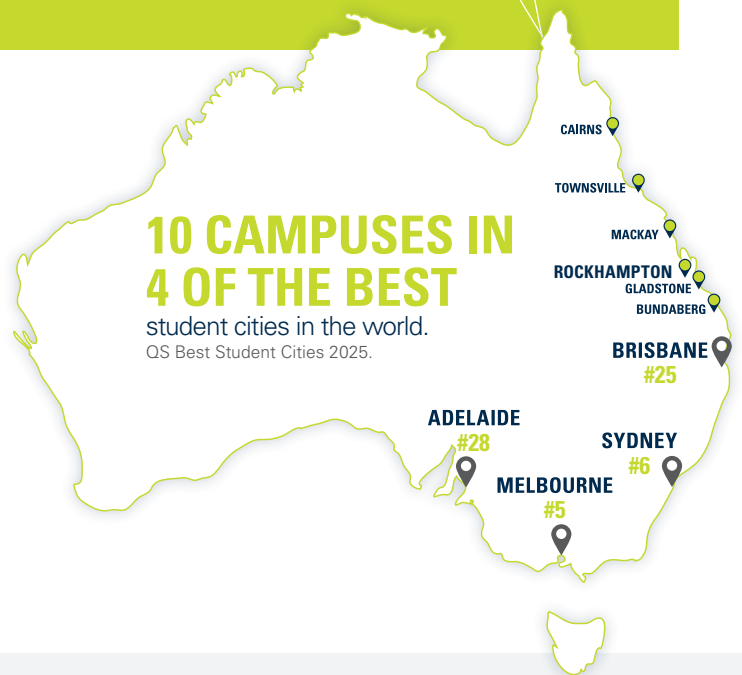 CAIRNS
TOWNSVILLE
10 CAMPUSES IN
4 OF THE BEST
student cities in the world.
QS Best Student Cities 2025.
MACKAY
ROCKHAMPTON
GLADSTONE
BUNDABERG
BRISBANE
#25
ADELAIDE
#28
SYDNEY
#6
MELBOURNE
#5